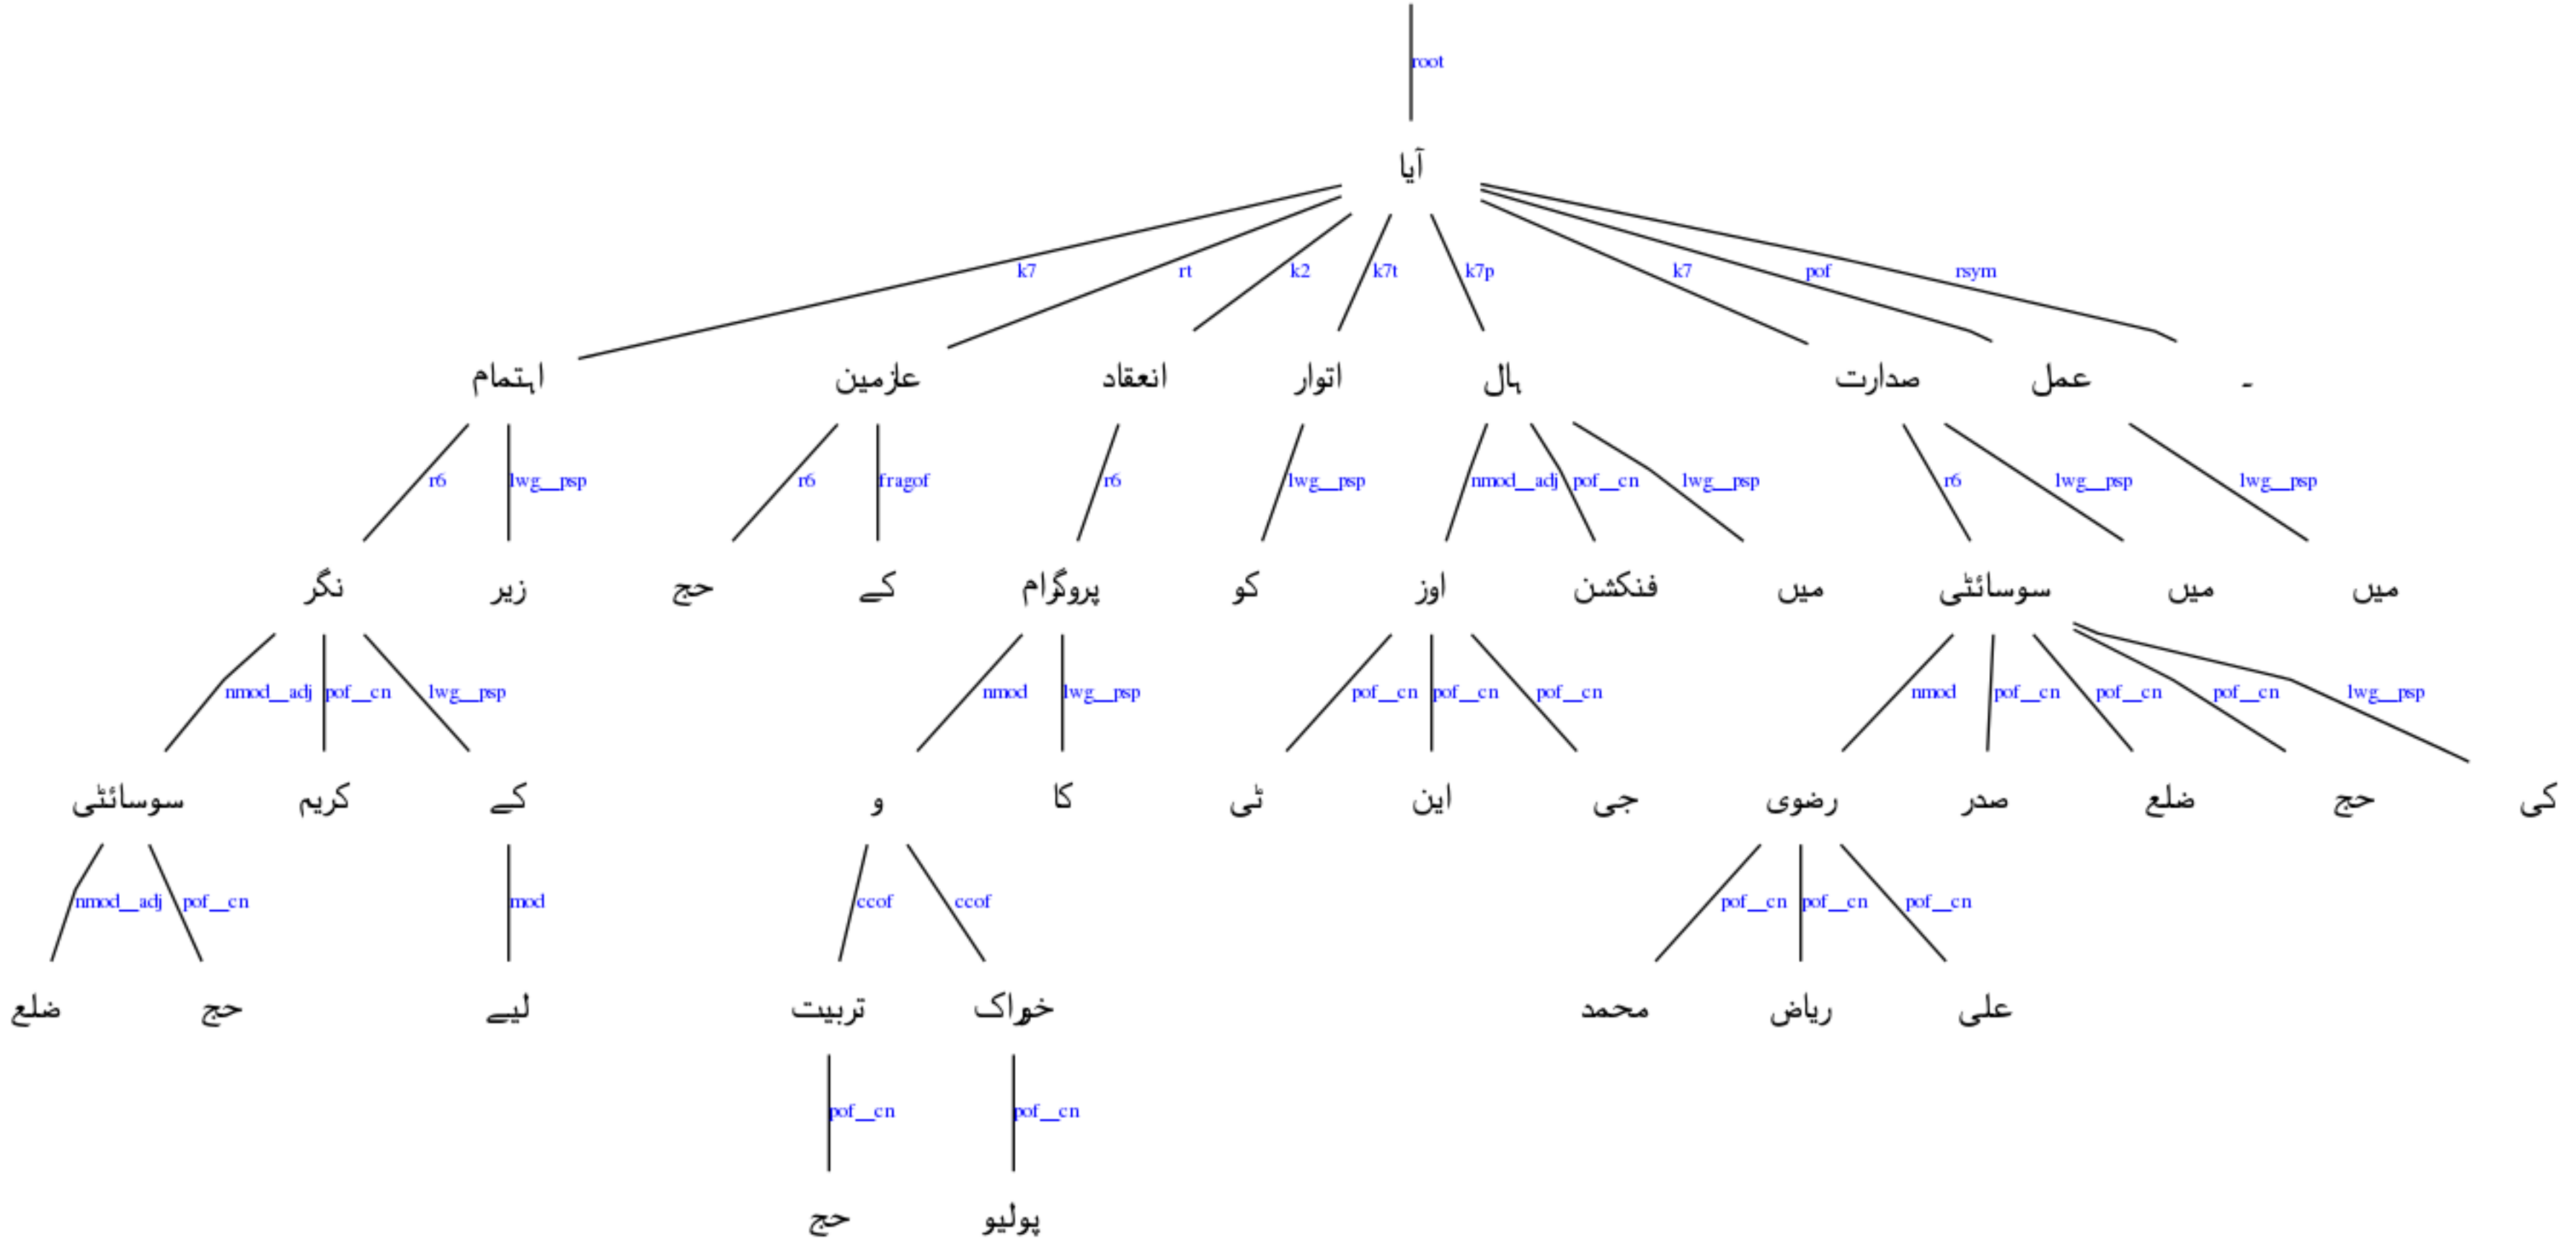 root
آیا
k7 rt k2 k7t k7p k7 pof rsym
اہتمام عازمین انعقاد اتوار ہال صدارت عمل ۔
r6 lwg__psp r6 fragof r6 lwg__psp nmod__adj pof__cn lwg__psp r6 lwg__psp lwg__psp
نگر زیر حج کے پروگرام کو اوز فنکشن میں سوسائٹی میں میں
nmod__adj pof__cn lwg__psp nmod lwg__psp pof__cn pof__cn pof__cn nmod pof__cn pof__cn pof__cn lwg__psp
سوسائٹی کریم کے و کا ٹی این جی رضوی صدر ضلع حج کی
nmod__adj pof__cn mod ccof ccof pof__cn pof__cn pof__cn
ضلع حج لیے تربیت خوراک محمد ریاض علی
pof__cn pof__cn
حج پولیو